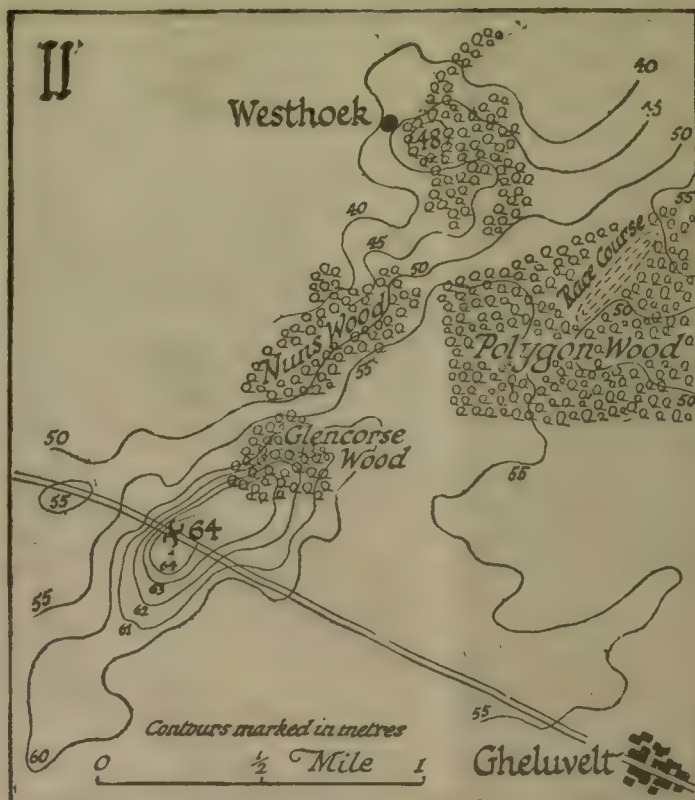 II
Westhoek
48
40
45
50
55
40
45
50
Nuns Wood
55
Race Course
50
Polygon Wood
50
50
Glencorse
Wood
55
55
64
64
63
62
61
55
60
55
Contours marked in metres
0 ½ Mile 1
Gheluvelt